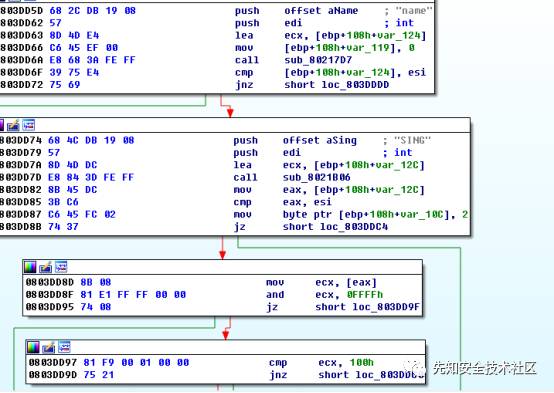 803DD5D 68 2C DB 19 08 push offset aName ; "name"
803DD62 57 push edi ; int
803DD63 8D 4D E4 lea ecx, [ebp+108h+var_124]
803DD66 C6 45 EF 00 mov [ebp+108h+var_119], 0
803DD6A E8 68 3A FE FF call sub_80217D7
803DD6F 39 75 E4 cmp [ebp+108h+var_124], esi
803DD72 75 69 jnz short loc_803DDDD
803DD74 68 4C DB 19 08 push offset aSing ; "SING"
803DD79 57 push edi ; int
803DD7A 8D 4D DC lea ecx, [ebp+108h+var_12C]
803DD7D E8 84 3D FE FF call sub_8021B06
803DD82 8B 45 DC mov eax, [ebp+108h+var_12C]
803DD85 3B C6 cmp eax, esi
803DD87 C6 45 FC 02 mov byte ptr [ebp+108h+var_10C], 2
803DD8B 74 37 jz short loc_803DDC4
0803DD8D 8B 08 mov ecx, [eax]
0803DD8F 81 E1 FF FF 00 00 and ecx, 0FFFFh
0803DD95 74 08 jz short loc_803DD9F
0803DD97 81 F9 00 01 00 00 cmp ecx, 100h
0803DD9D 75 21 jnz short
先知安全技术社区